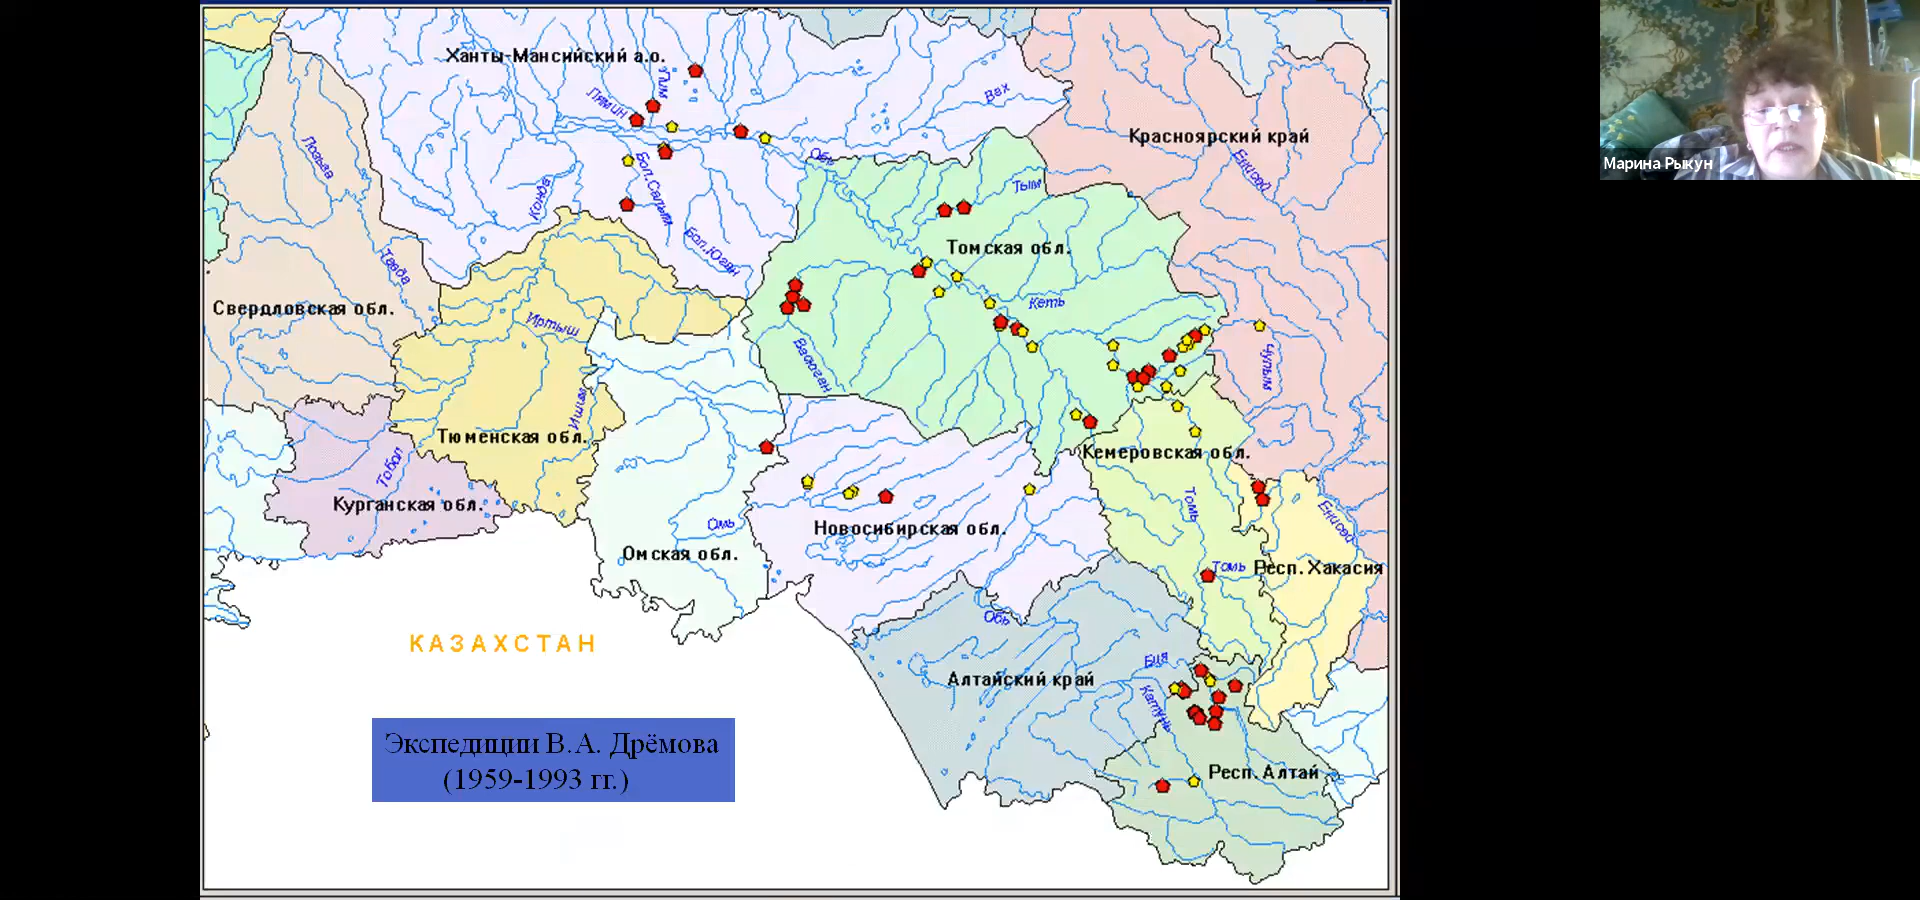 Ханты-Мансийский а.о.
Пим
Лямин
Вах
Красноярский край
Енисей
Обь
Лозьва
Конда
Бол.Салым
Тым
Бол.Юган
Томская обл.
Тавда
Свердловская обл.
Кеть
Иртыш
Васюган
Чулым
Ишим
Тюменская обл.
Тобол
Кемеровская обл.
Курганская обл.
Томь
Омь
Новосибирская обл.
Енисей
Омская обл.
Томь
Респ. Хакасия
Обь
КАЗАХСТАН
Бия
Алтайский край
Катунь
Экспедиции В.А. Дрёмова
(1959-1993 гг.)
Респ. Алтай
Марина Рыкун